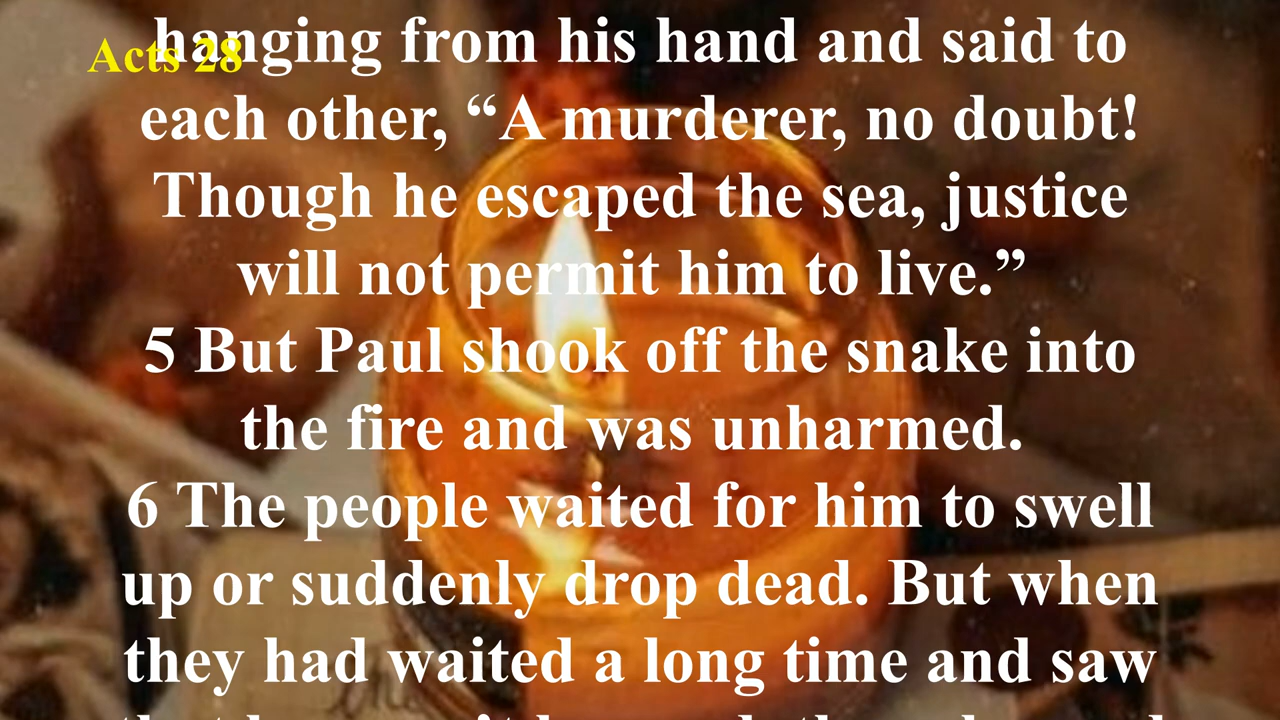 Acts 28
hanging from his hand and said to
each other, “A murderer, no doubt!
Though he escaped the sea, justice
will not permit him to live.”
5 But Paul shook off the snake into
the fire and was unharmed.
6 The people waited for him to swell
up or suddenly drop dead. But when
they had waited a long time and saw